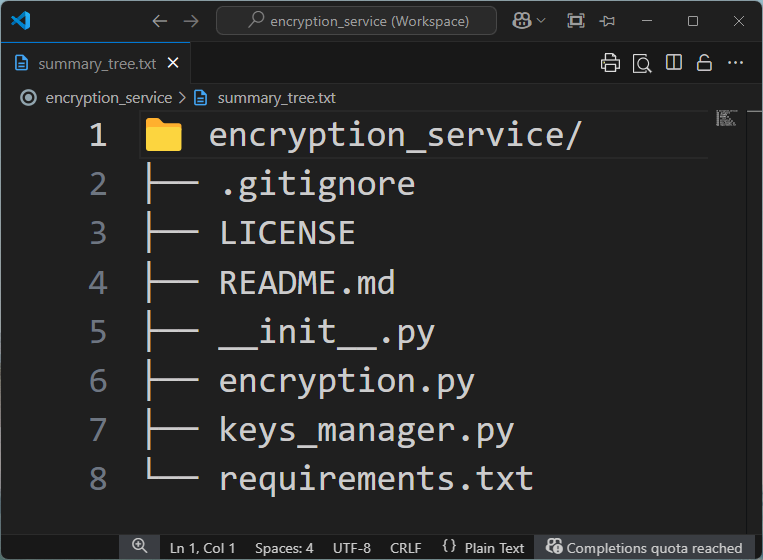 encryption_service (Workspace)
summary_tree.txt
encryption_service > summary_tree.txt
1 📁 encryption_service/
2 ├── .gitignore
3 ├── LICENSE
4 ├── README.md
5 ├── __init__.py
6 ├── encryption.py
7 ├── keys_manager.py
8 └── requirements.txt
Ln 1, Col 1 Spaces: 4 UTF-8 CRLF {} Plain Text Completions quota reached